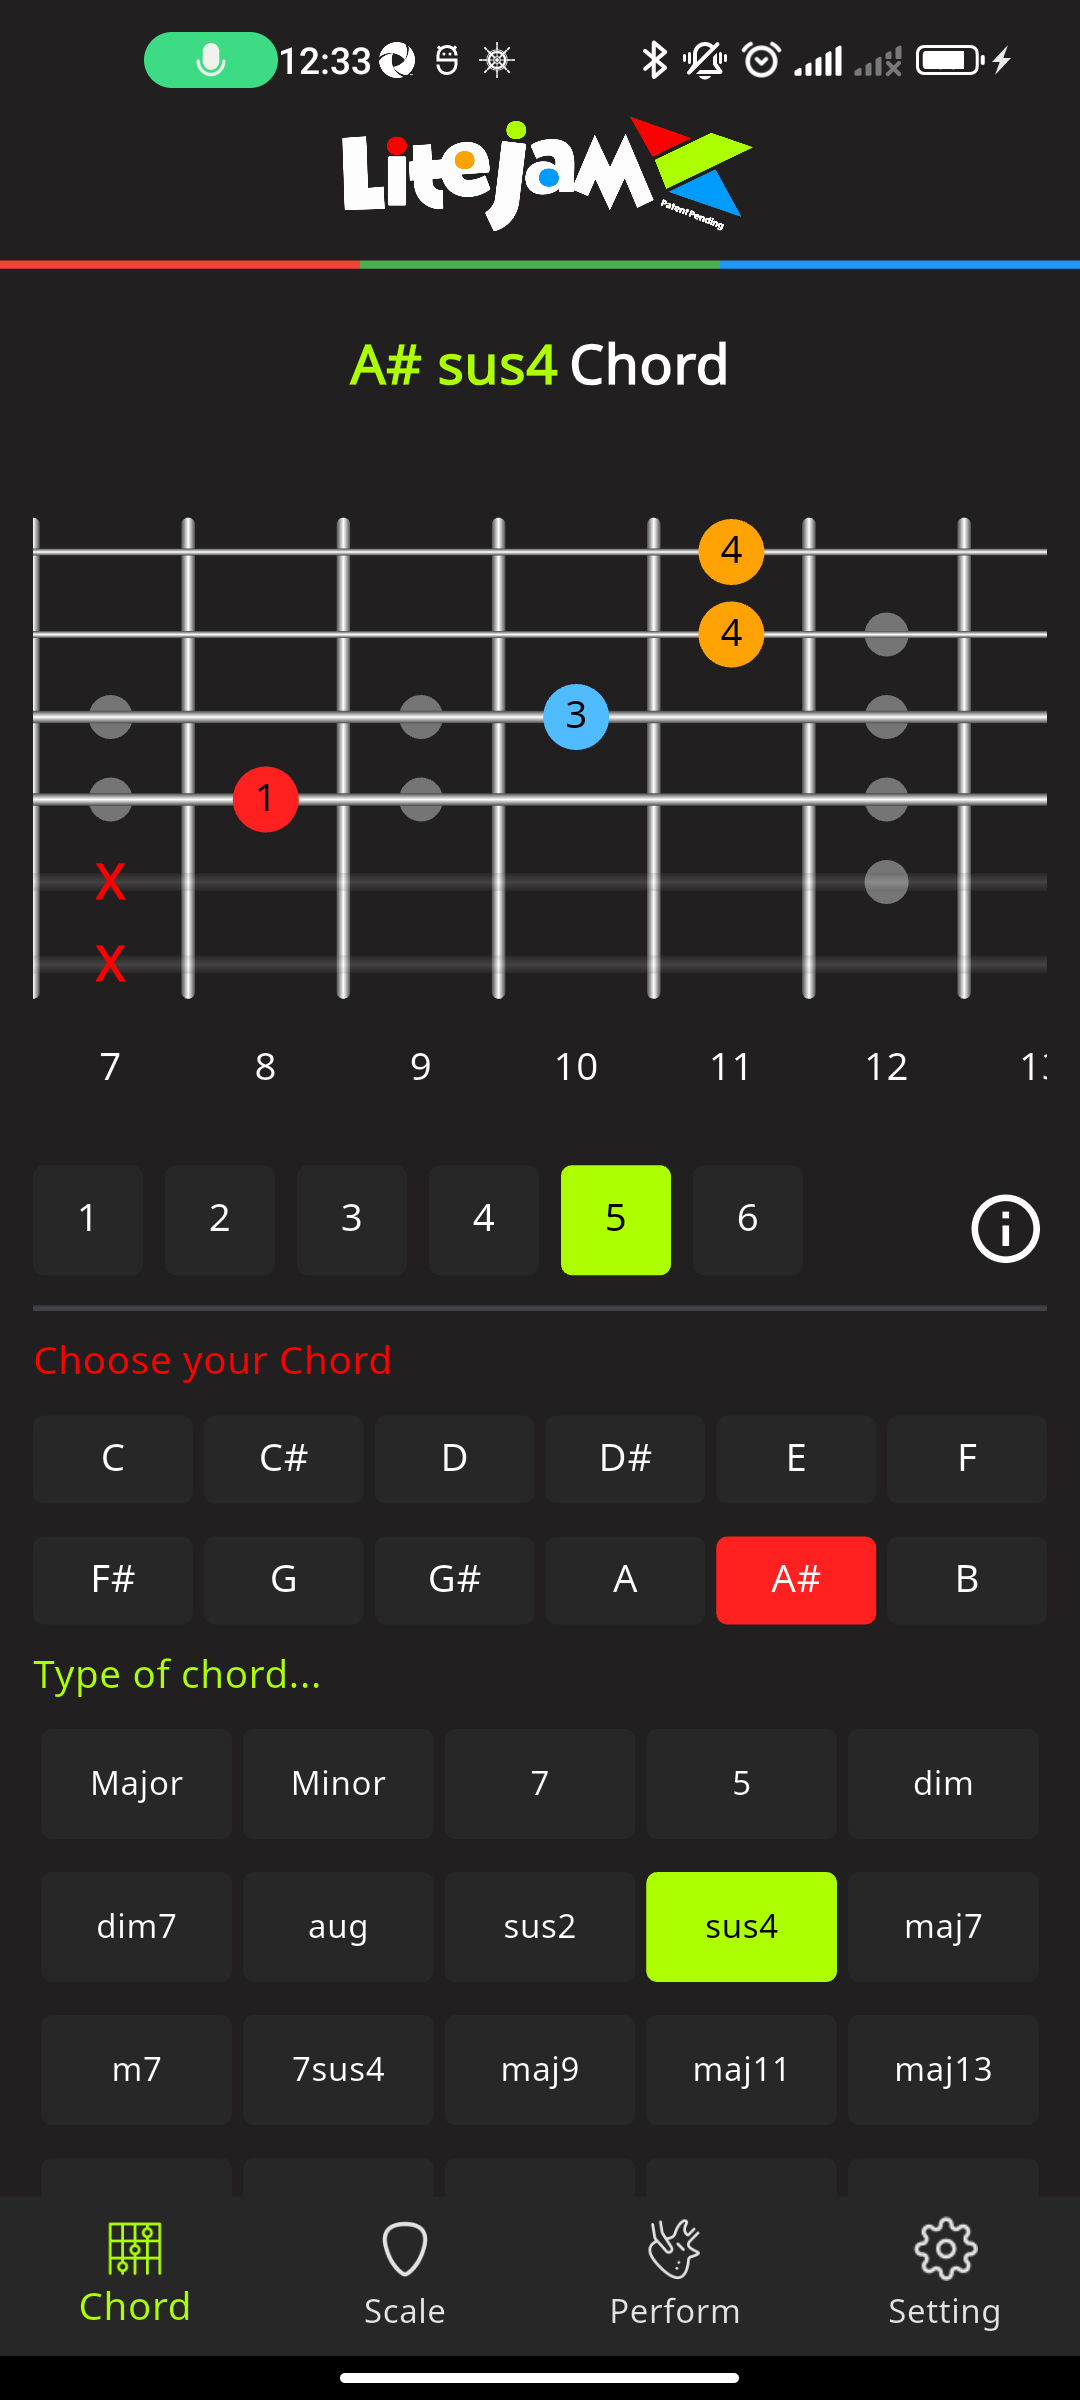 12:33
Litejam
Patent Pending
A# sus4 Chord
4
4
3
1
X
X
7 8 9 10 11 12
1 2 3 4 5 6
Choose your Chord
C C# D D# E F
F# G G# A A# B
Type of chord...
Major Minor 7 5 dim
dim7 aug sus2 sus4 maj7
m7 7sus4 maj9 maj11 maj13
Chord Scale Perform Setting